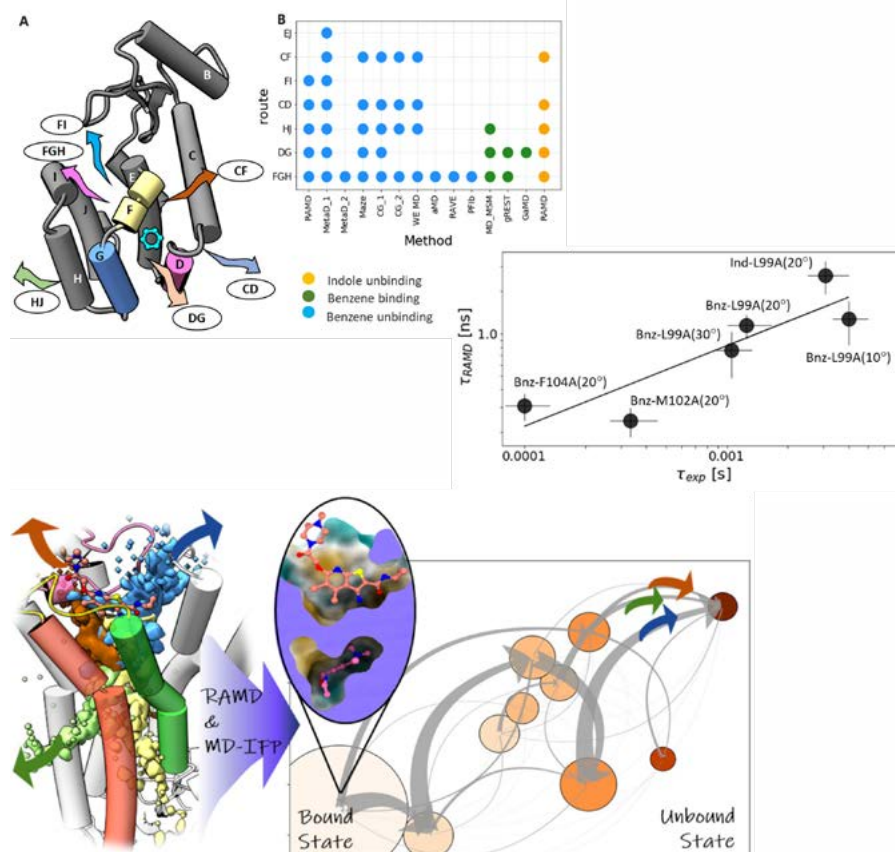 A
B
C
D
E
F
G
H
I
J
FI
FGH
CF
HJ
CD
DG
B
route
EJ
CF
FI
CD
HJ
DG
FGH
RAMD
MetaD_1
MetaD_2
Maze
CG_1
CG_2
WE MD
aMD
RAVE
PFIb
MD_MSM
gREST
GaMD
RAMD
Method
Indole unbinding
Benzene binding
Benzene unbinding
τRAMD [ns]
1.0
Ind-L99A(20°)
Bnz-L99A(20°)
Bnz-L99A(30°)
Bnz-L99A(10°)
Bnz-F104A(20°)
Bnz-M102A(20°)
0.0001
0.001
τexp [s]
RAMD
&
MD-IFP
Bound
State
Unbound
State